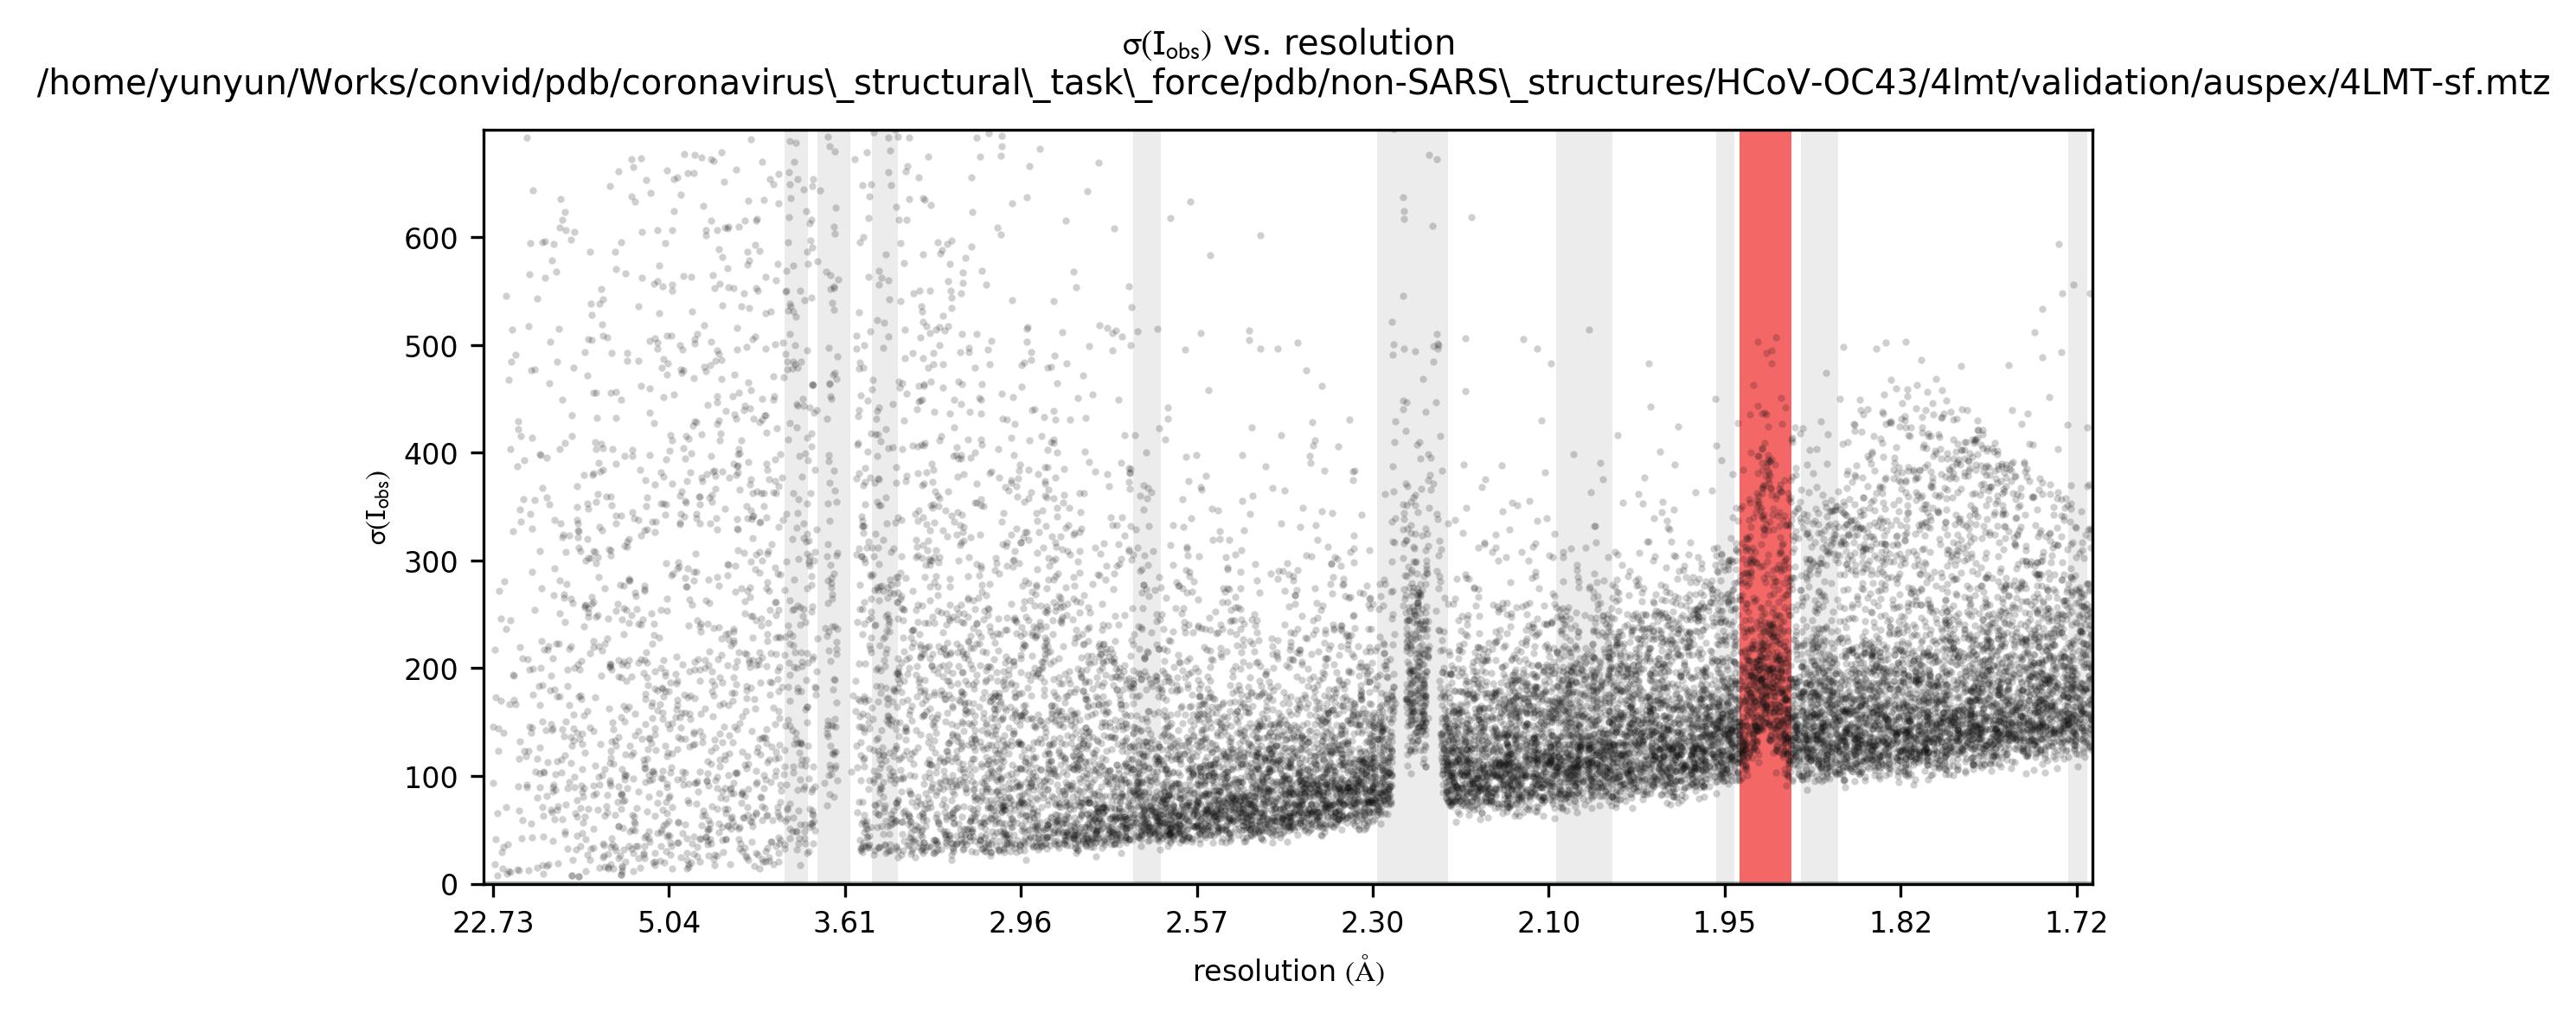 σ(I_obs) vs. resolution
/home/yunyun/Works/convid/pdb/coronavirus\_structural\_task\_force/pdb/non-SARS\_structures/HCoV-OC43/4lmt/validation/auspex/4LMT-sf.mtz
600
500
400
300
200
100
0
σ(I_obs)
22.73 5.04 3.61 2.96 2.57 2.30 2.10 1.95 1.82 1.72
resolution (Å)